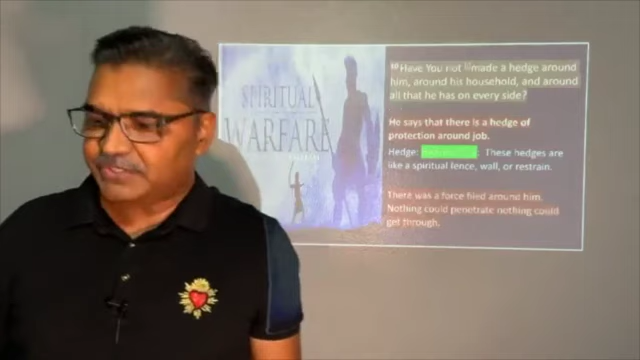 SPIRITUAL
WARFARE
10Have You not made a hedge around
him, around his household, and around
all that he has on every side?
He says that there is a hedge of
protection around job.
Hedge: These hedges are
like a spiritual fence, wall, or restrain.
There was a force filed around him.
Nothing could penetrate nothing could
get through.